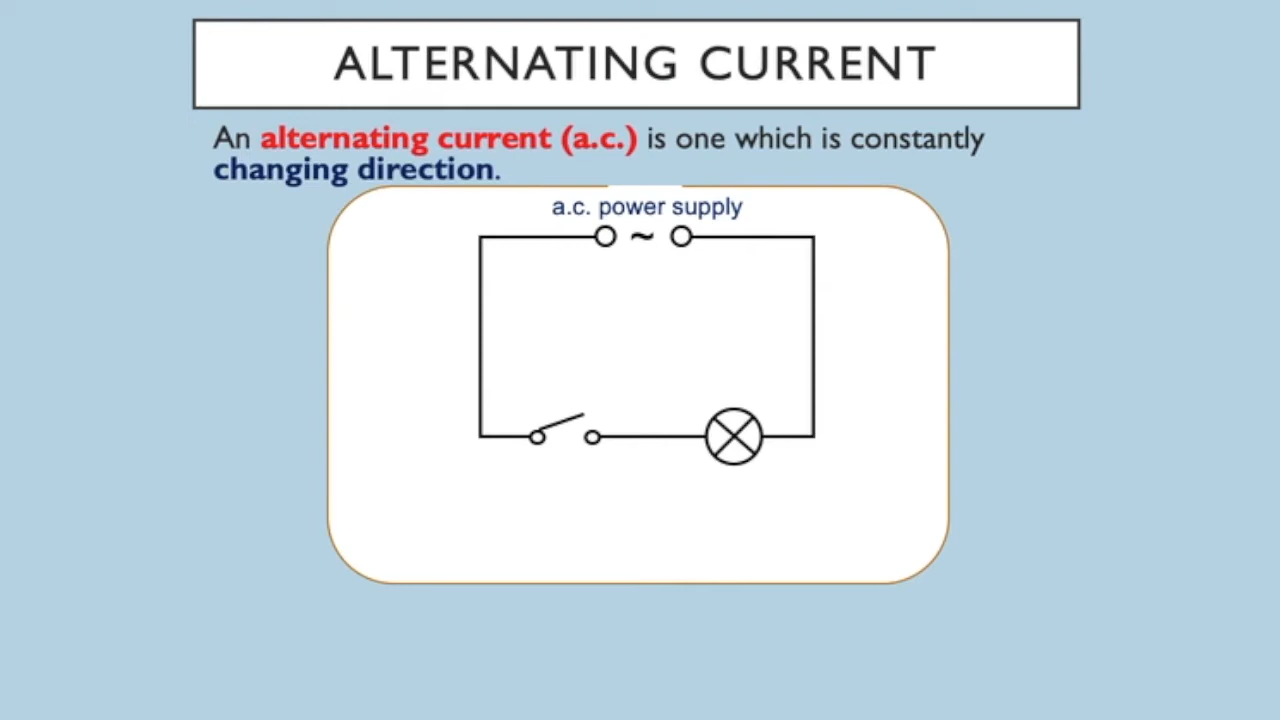 ALTERNATING CURRENT
An alternating current (a.c.) is one which is constantly
changing direction.
a.c. power supply
~